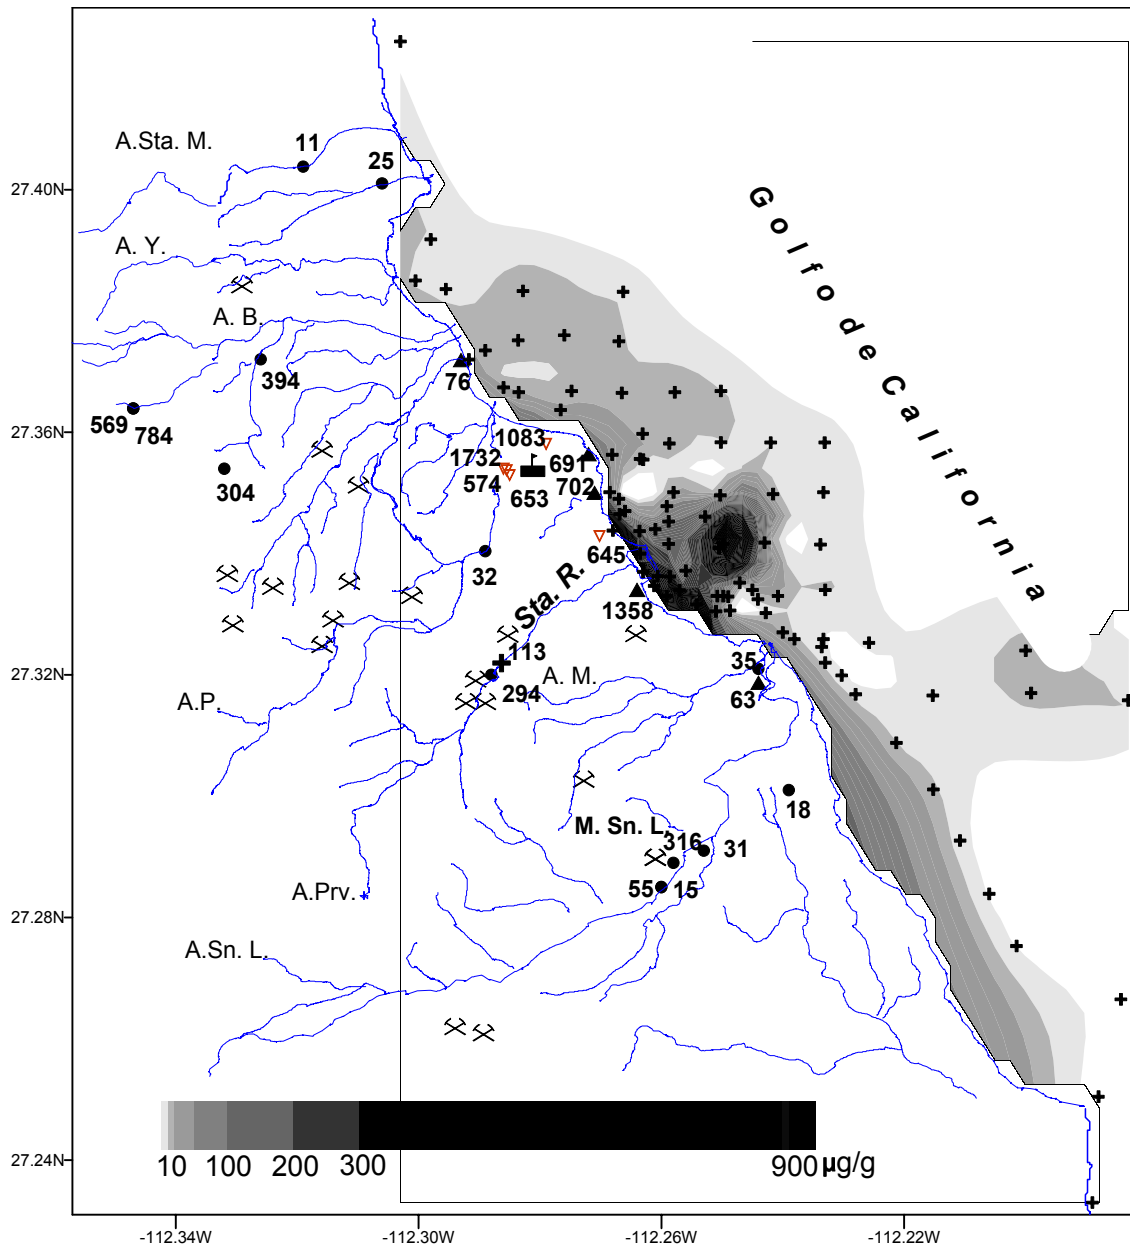 A.Sta. M.
11
25
27.40N
Golfo de California
A. Y.
A. B.
394
76
569
784
27.36N
1083
1732
691
574
653
702
304
645
32
1358
Sta. R.
113
35
27.32N
294
A. M.
63
A.P.
18
M. Sn. L.
316
31
55
15
A.Prv.
27.28N
A.Sn. L.
27.24N
10
100
200
300
900
µg/g
-112.34W
-112.30W
-112.26W
-112.22W